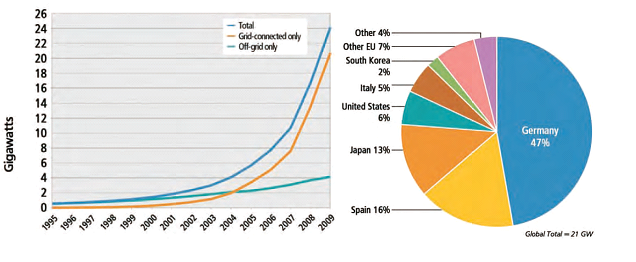 Gigawatts
26
24
22
20
18
16
14
12
10
8
6
4
2
0
Total
Grid-connected only
Off-grid only
1995
1996
1997
1998
1999
2000
2001
2002
2003
2004
2005
2006
2007
2008
2009
Other 4%
Other EU 7%
South Korea
2%
Italy 5%
United States
6%
Japan 13%
Spain 16%
Germany
47%
Global Total = 21 GW